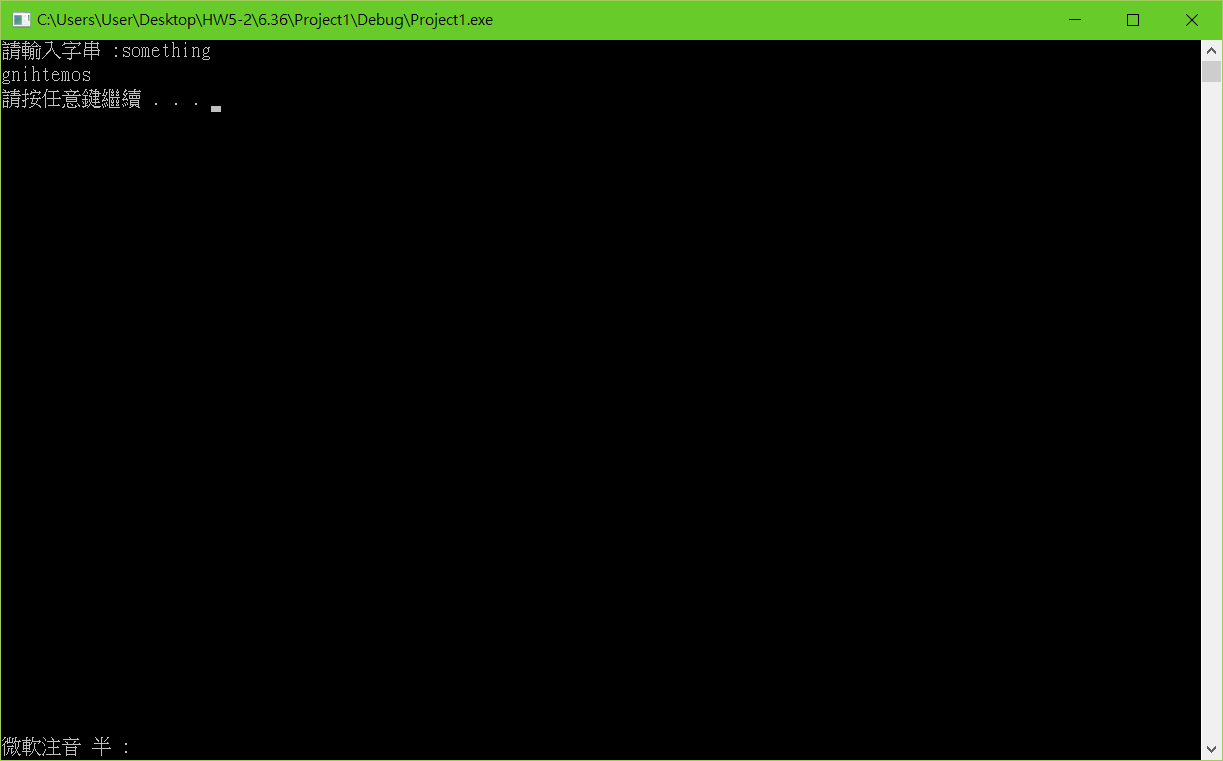 C:\Users\User\Desktop\HW5-2\6.36\Project1\Debug\Project1.exe
請輸入字串 :something
gnihtemos
請按任意鍵繼續 . . .
微軟注音 半 :